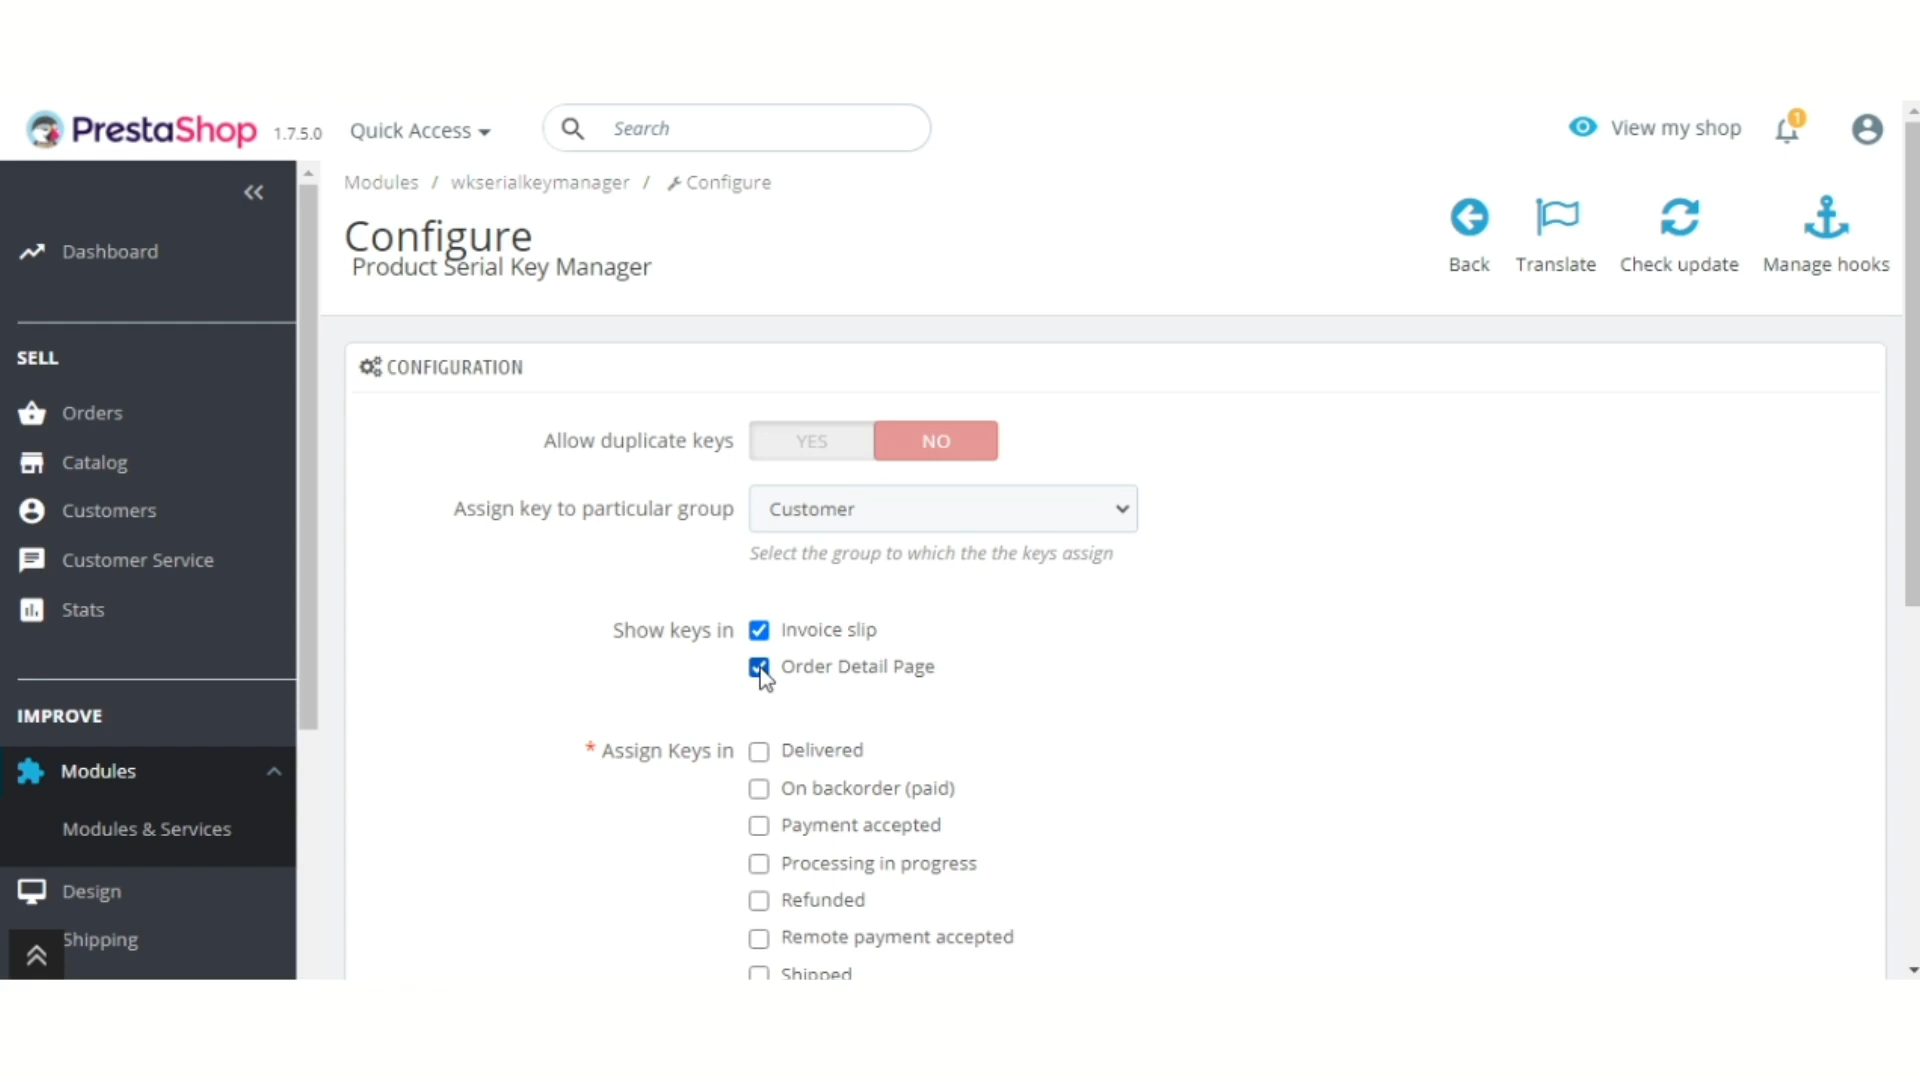 PrestaShop 1.7.5.0 Quick Access Search View my shop 1
Modules / wkserialkeymanager / Configure
Configure
Product Serial Key Manager
Back Translate Check update Manage hooks
Dashboard
SELL
Orders
Catalog
Customers
Customer Service
Stats
IMPROVE
Modules
Modules & Services
Design
Shipping
CONFIGURATION
Allow duplicate keys YES NO
Assign key to particular group Customer
Select the group to which the the keys assign
Show keys in Invoice slip
Order Detail Page
* Assign Keys in Delivered
On backorder (paid)
Payment accepted
Processing in progress
Refunded
Remote payment accepted
Shipped